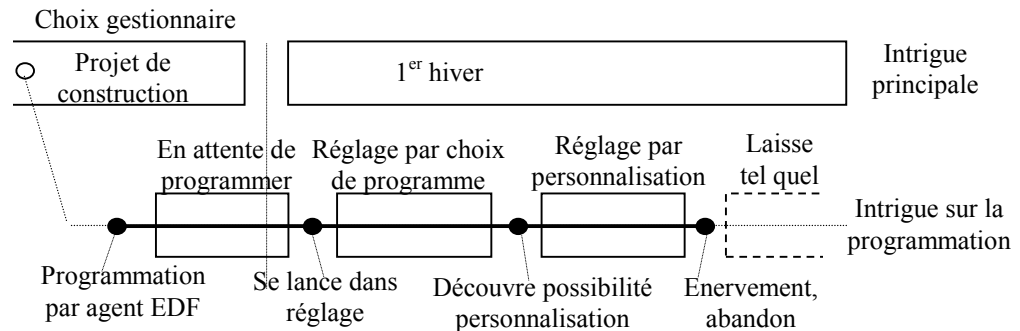 Choix gestionnaire
Projet de
construction
1er hiver
Intrigue
principale
En attente de
programmer
Réglage par choix
de programme
Réglage par
personnalisation
Laisse
tel quel
Intrigue sur la
programmation
Programmation
par agent EDF
Se lance dans
réglage
Découvre possibilité
personnalisation
Enervement,
abandon